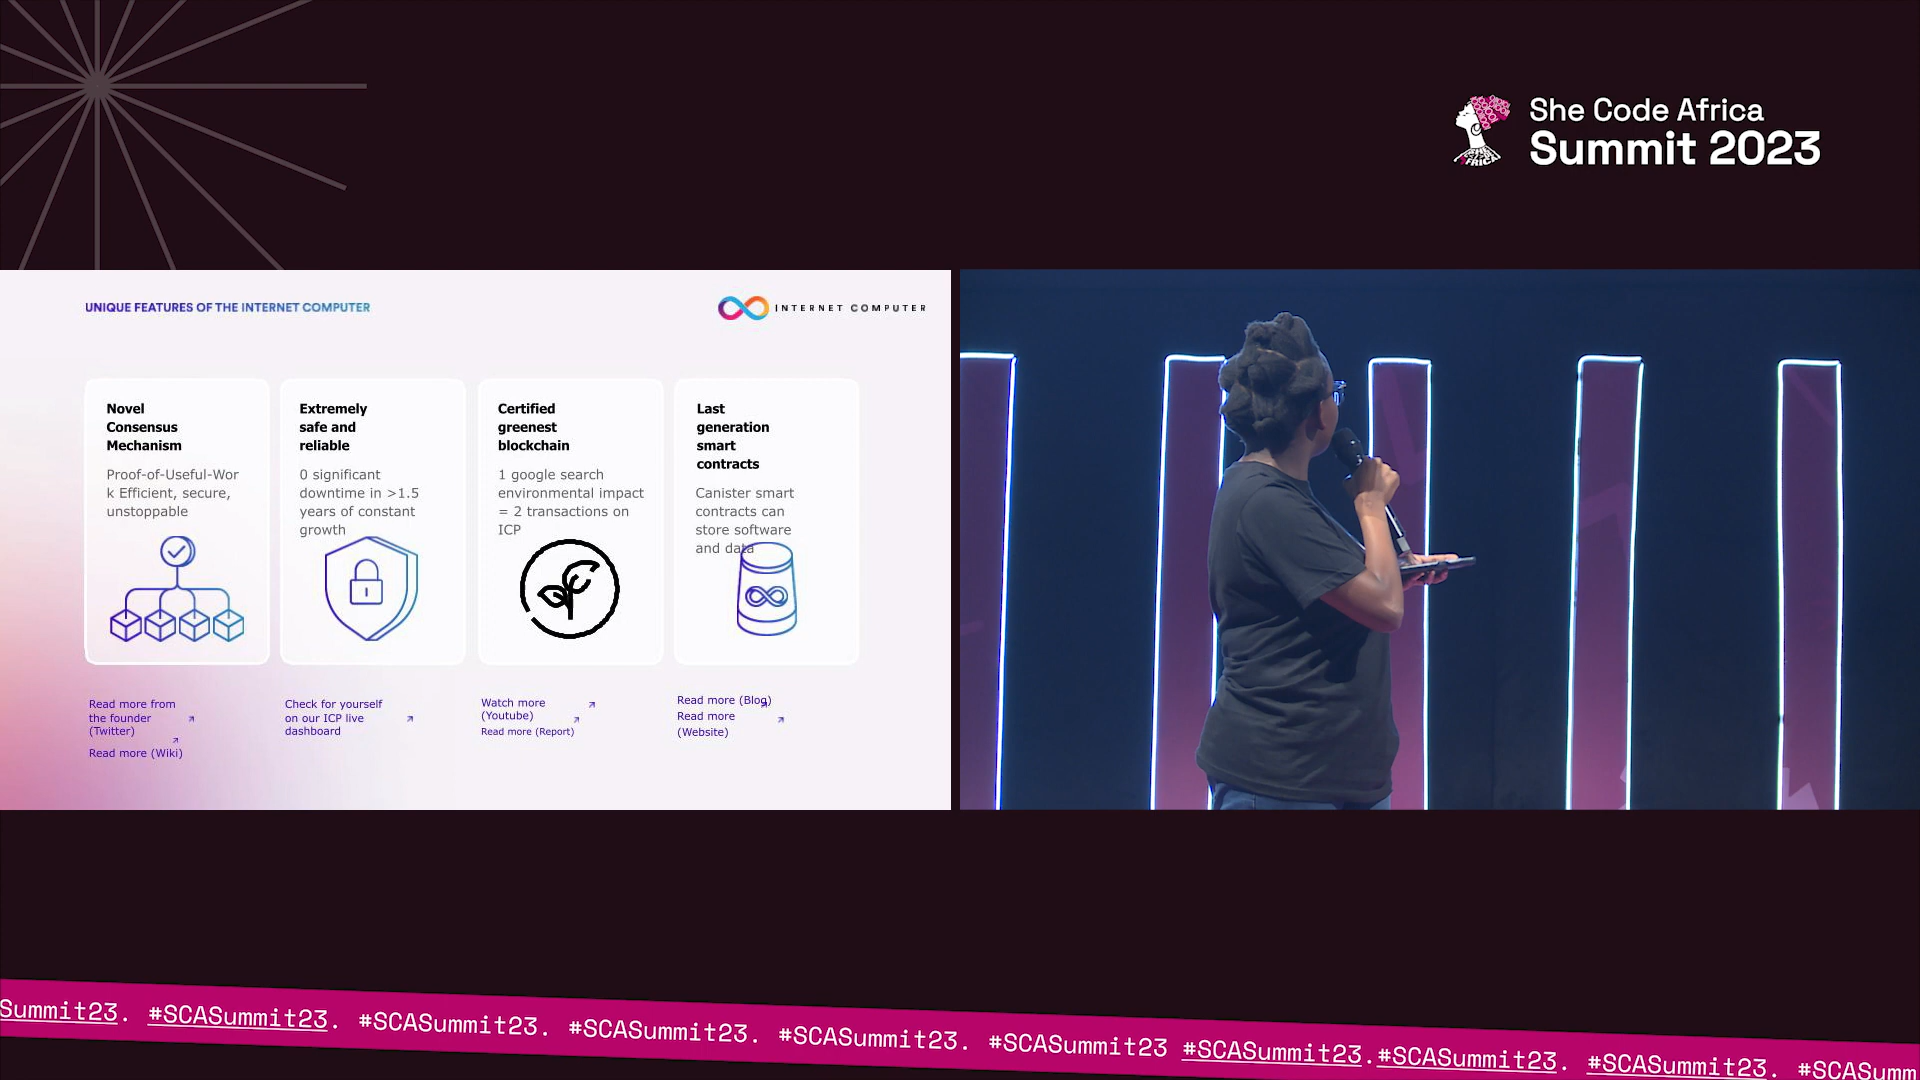 She Code Africa
Summit 2023
UNIQUE FEATURES OF THE INTERNET COMPUTER
INTERNET COMPUTER
Novel
Consensus
Mechanism
Proof-of-Useful-Wor
k Efficient, secure,
unstoppable
Extremely
safe and
reliable
0 significant
downtime in >1.5
years of constant
growth
Certified
greenest
blockchain
1 google search
environmental impact
= 2 transactions on
ICP
Last
generation
smart
contracts
Canister smart
contracts can
store software
and data
Read more from
the founder
(Twitter)
Read more (Wiki)
Check for yourself
on our ICP live
dashboard
Watch more
(Youtube)
Read more (Report)
Read more (Blog)
Read more
(Website)
Summit23. #SCASummit23. #SCASummit23. #SCASummit23. #SCASummit23. #SCASummit23 #SCASummit23.#SCASummit23. #SCASummit23. #SCASumm